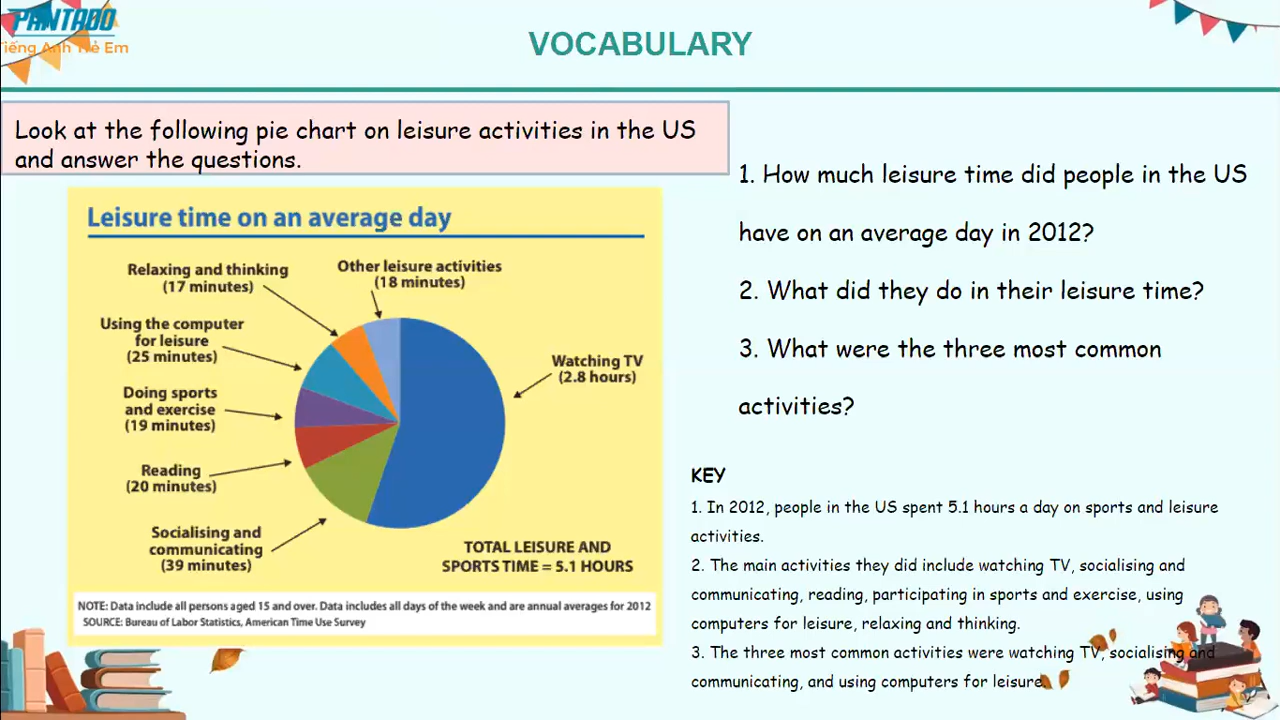 PANTADO
Tiếng Anh Trẻ Em
VOCABULARY
Look at the following pie chart on leisure activities in the US
and answer the questions.
Leisure time on an average day
Relaxing and thinking
(17 minutes)
Other leisure activities
(18 minutes)
Using the computer
for leisure
(25 minutes)
Watching TV
(2.8 hours)
Doing sports
and exercise
(19 minutes)
Reading
(20 minutes)
Socialising and
communicating
(39 minutes)
TOTAL LEISURE AND
SPORTS TIME = 5.1 HOURS
NOTE: Data include all persons aged 15 and over. Data includes all days of the week and are annual averages for 2012
SOURCE: Bureau of Labor Statistics, American Time Use Survey
1. How much leisure time did people in the US
have on an average day in 2012?
2. What did they do in their leisure time?
3. What were the three most common
activities?
KEY
1. In 2012, people in the US spent 5.1 hours a day on sports and leisure
activities.
2. The main activities they did include watching TV, socialising and
communicating, reading, participating in sports and exercise, using
computers for leisure, relaxing and thinking.
3. The three most common activities were watching TV, socialising and
communicating, and using computers for leisure.